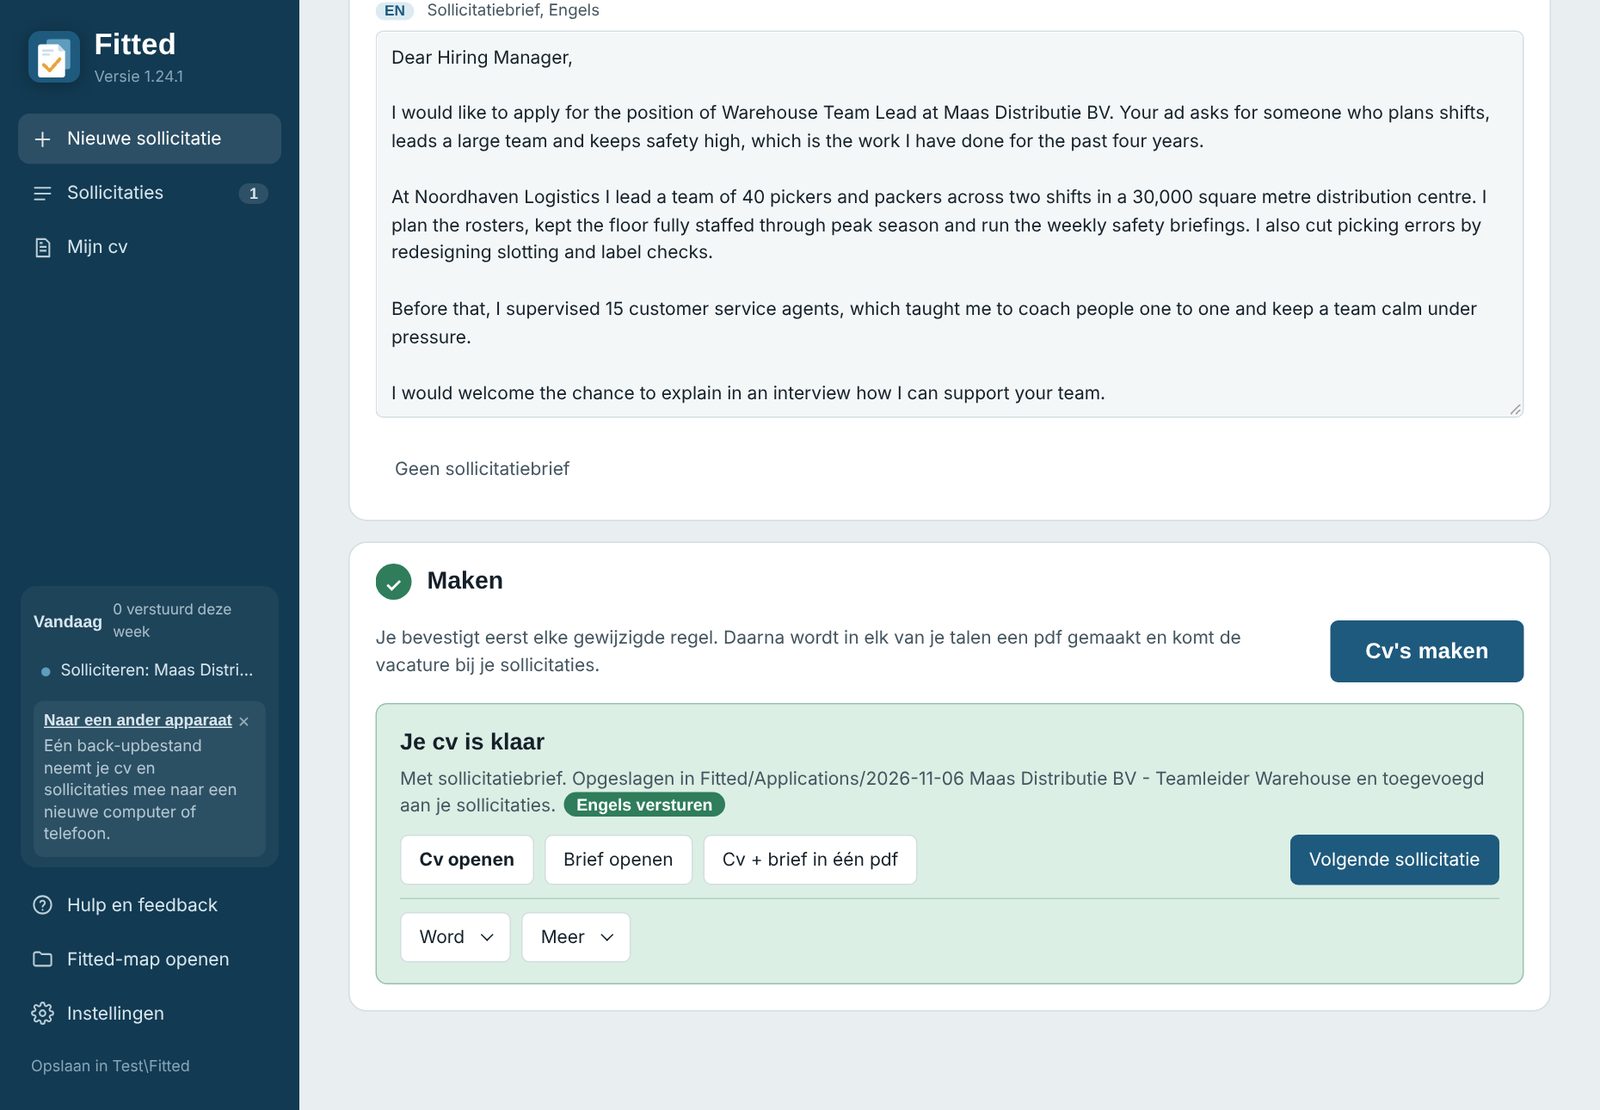 Fitted
Versie 1.24.1
Nieuwe sollicitatie
Sollicitaties 1
Mijn cv
Vandaag 0 verstuurd deze week
Solliciteren: Maas Distri...
Naar een ander apparaat ×
Eén back-upbestand
neemt je cv en
sollicitaties mee naar een
nieuwe computer of
telefoon.
Hulp en feedback
Fitted-map openen
Instellingen
Opslaan in Test\Fitted
EN Sollicitatiebrief, Engels
Dear Hiring Manager,
I would like to apply for the position of Warehouse Team Lead at Maas Distributie BV. Your ad asks for someone who plans shifts,
leads a large team and keeps safety high, which is the work I have done for the past four years.
At Noordhaven Logistics I lead a team of 40 pickers and packers across two shifts in a 30,000 square metre distribution centre. I
plan the rosters, kept the floor fully staffed through peak season and run the weekly safety briefings. I also cut picking errors by
redesigning slotting and label checks.
Before that, I supervised 15 customer service agents, which taught me to coach people one to one and keep a team calm under
pressure.
I would welcome the chance to explain in an interview how I can support your team.
Geen sollicitatiebrief
Maken
Je bevestigt eerst elke gewijzigde regel. Daarna wordt in elk van je talen een pdf gemaakt en komt de
vacature bij je sollicitaties.
Cv's maken
Je cv is klaar
Met sollicitatiebrief. Opgeslagen in Fitted/Applications/2026-11-06 Maas Distributie BV - Teamleider Warehouse en toegevoegd
aan je sollicitaties. Engels versturen
Cv openen Brief openen Cv + brief in één pdf Volgende sollicitatie
Word Meer